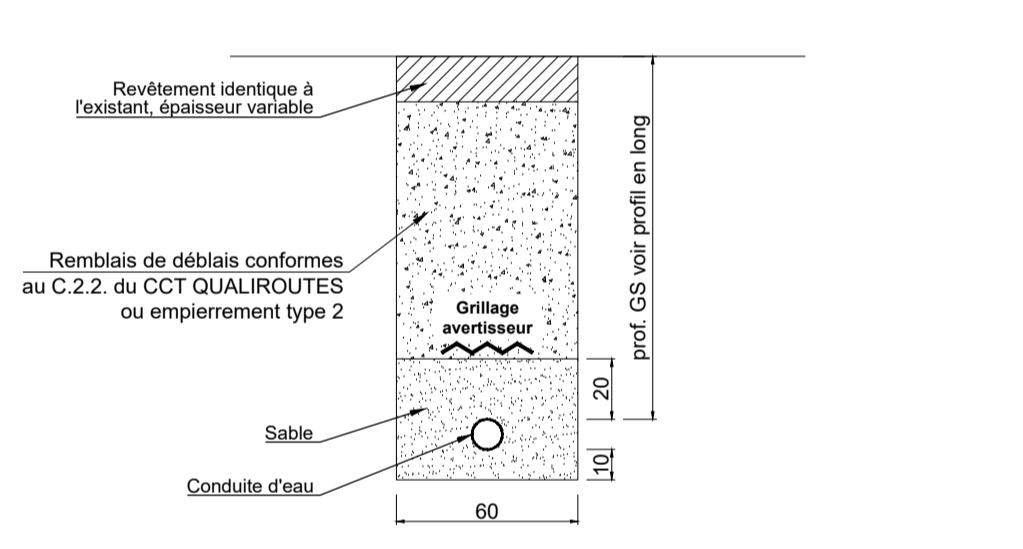 Revêtement identique à
l'existant, épaisseur variable
prof. GS voir profil en long
Remblais de déblais conformes
au C.2.2. du CCT QUALIROUTES
ou empierrement type 2
Grillage
avertisseur
20
Sable
10
Conduite d'eau
60